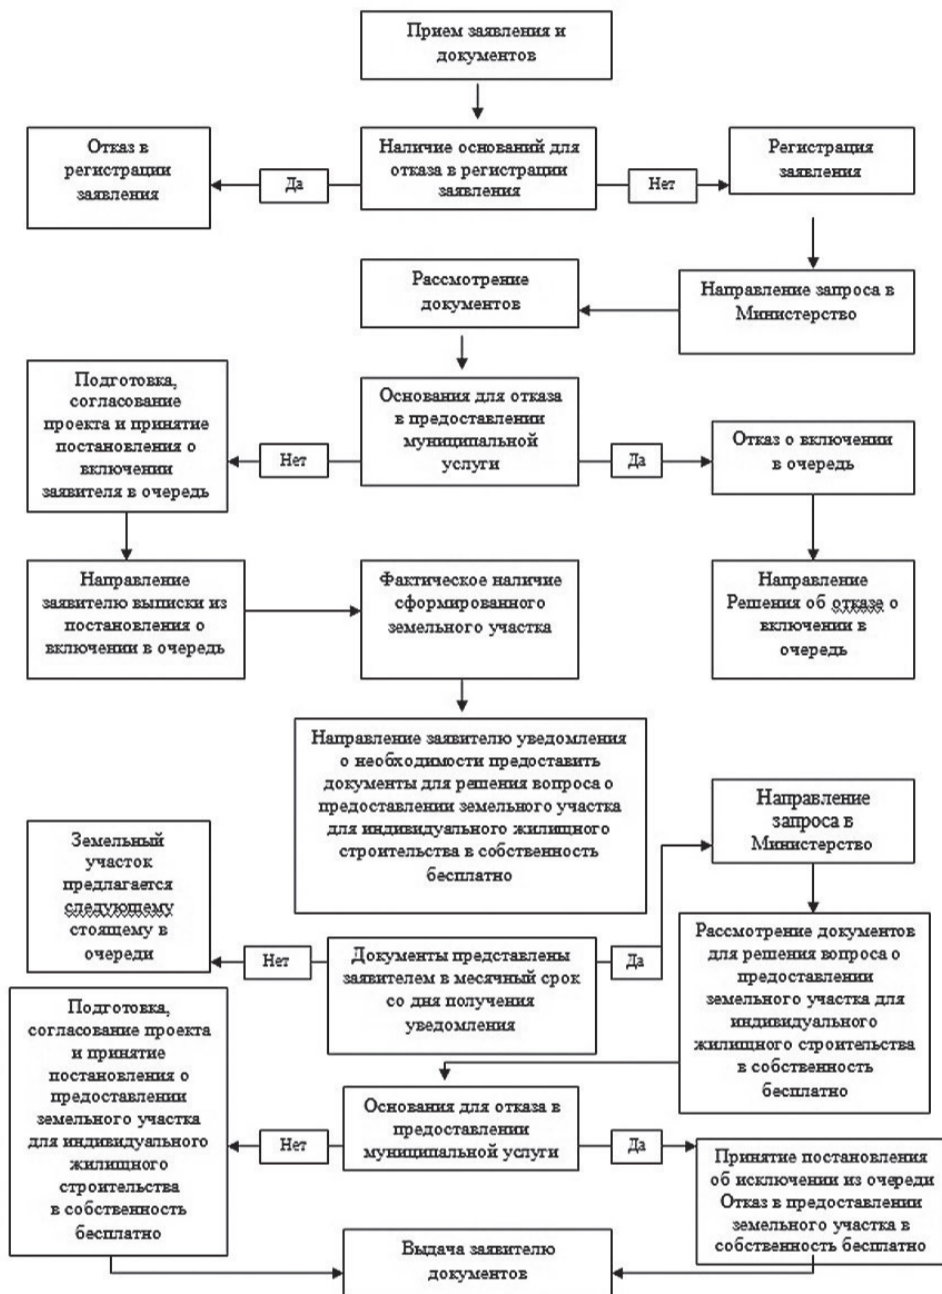 Прием заявления и
документов
Отказ в
регистрации
заявления
Да
Наличие оснований для
отказа в регистрации
заявления
Нет
Регистрация
заявления
Рассмотрение
документов
Направление запроса в
Министерство
Подготовка,
согласование
проекта и принятие
постановления о
включении
заявителя в очередь
Нет
Основания для отказа
в предоставлении
муниципальной
услуги
Да
Отказ о включении
в очередь
Направление
заявителю выписки из
постановления о
включении в очередь
Фактическое наличие
сформированного
земельного участка
Направление
Решения об отказе о
включении в
очередь
Направление заявителю уведомления
о необходимости предоставить
документы для решения вопроса о
предоставлении земельного участка
для индивидуального жилищного
строительства в собственность
бесплатно
Направление
запроса в
Министерство
Земельный
участок
предлагается
следующему
стоящему в
очереди
Нет
Документы представлены
заявителем в месячный срок
со дня получения
уведомления
Да
Рассмотрение документов
для решения вопроса о
предоставлении
земельного участка для
индивидуального
жилищного строительства
в собственность
бесплатно
Подготовка,
согласование проекта
и принятие
постановления о
предоставлении
земельного участка
для индивидуального
жилищного
строительства
в собственность
бесплатно
Нет
Основания для отказа в
предоставлении
муниципальной услуги
Да
Принятие постановления
об исключении из очереди
Отказ в предоставлении
земельного участка в
собственность бесплатно
Выдача заявителю
документов